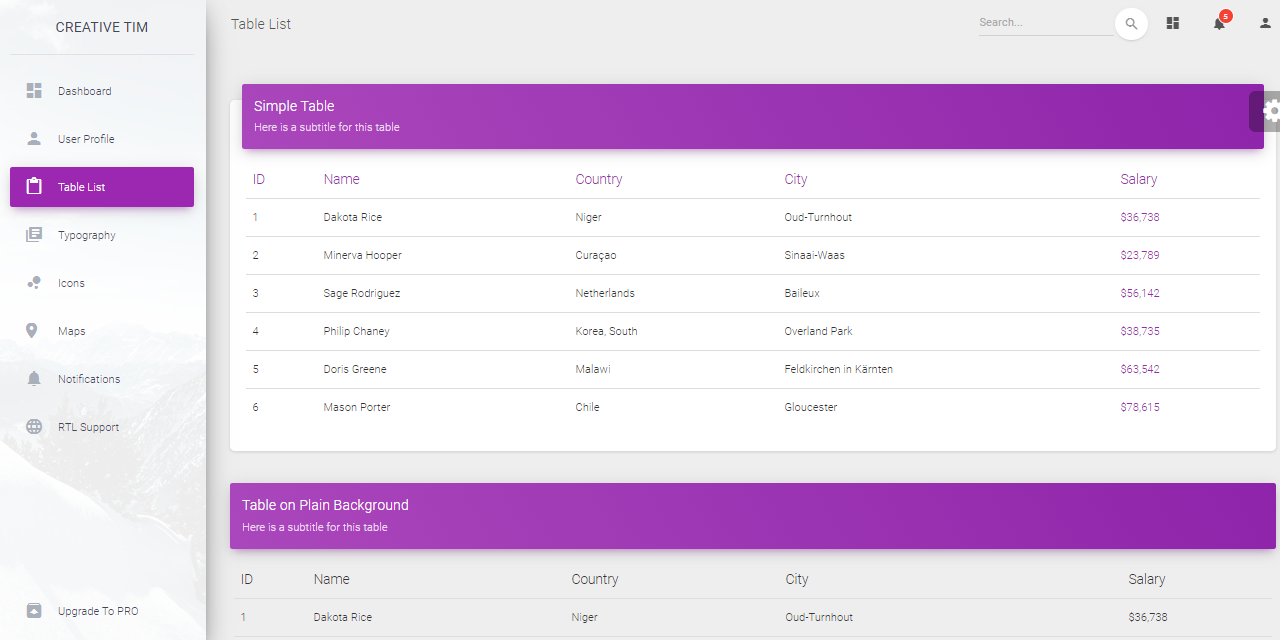 CREATIVE TIM
Dashboard
User Profile
Table List
Typography
Icons
Maps
Notifications
RTL Support
Upgrade To PRO
Table List
Search...
5
Simple Table
Here is a subtitle for this table
ID Name Country City Salary
1 Dakota Rice Niger Oud-Turnhout $36,738
2 Minerva Hooper Curaçao Sinaai-Waas $23,789
3 Sage Rodriguez Netherlands Baileux $56,142
4 Philip Chaney Korea, South Overland Park $38,735
5 Doris Greene Malawi Feldkirchen in Kärnten $63,542
6 Mason Porter Chile Gloucester $78,615
Table on Plain Background
Here is a subtitle for this table
ID Name Country City Salary
1 Dakota Rice Niger Oud-Turnhout $36,738